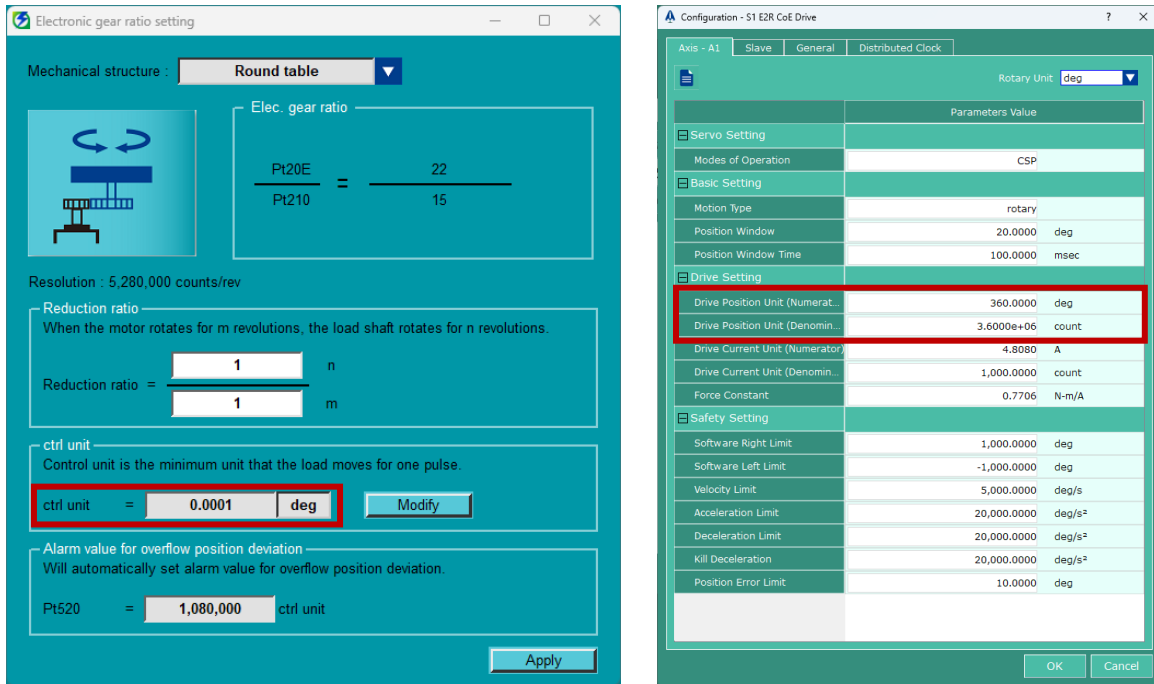 Electronic gear ratio setting
Mechanical structure : Round table
Elec. gear ratio
Pt20E
Pt210
=
22
15
Resolution : 5,280,000 counts/rev
Reduction ratio
When the motor rotates for m revolutions, the load shaft rotates for n revolutions.
Reduction ratio =
1 n
1 m
ctrl unit
Control unit is the minimum unit that the load moves for one pulse.
ctrl unit = 0.0001 deg Modify
Alarm value for overflow position deviation
Will automatically set alarm value for overflow position deviation.
Pt520 = 1,080,000 ctrl unit
Apply
Configuration - S1 E2R CoE Drive
Axis - A1 Slave General Distributed Clock
Rotary Unit deg
Parameters Value
Servo Setting
Modes of Operation CSP
Basic Setting
Motion Type rotary
Position Window 20.0000 deg
Position Window Time 100.0000 msec
Drive Setting
Drive Position Unit (Numerat... 360.0000 deg
Drive Position Unit (Denomin... 3.6000e+06 count
Drive Current Unit (Numerator) 4.8080 A
Drive Current Unit (Denomin... 1,000.0000 count
Force Constant 0.7706 N-m/A
Safety Setting
Software Right Limit 1,000.0000 deg
Software Left Limit -1,000.0000 deg
Velocity Limit 5,000.0000 deg/s
Acceleration Limit 20,000.0000 deg/s²
Deceleration Limit 20,000.0000 deg/s²
Kill Deceleration 20,000.0000 deg/s²
Position Error Limit 10.0000 deg
OK Cancel